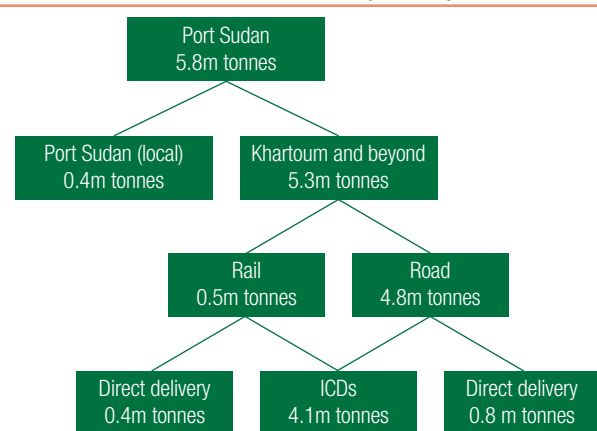 Port Sudan
5.8m tonnes
Port Sudan (local)
0.4m tonnes
Khartoum and beyond
5.3m tonnes
Rail
0.5m tonnes
Road
4.8m tonnes
Direct delivery
0.4m tonnes
ICDs
4.1m tonnes
Direct delivery
0.8 m tonnes